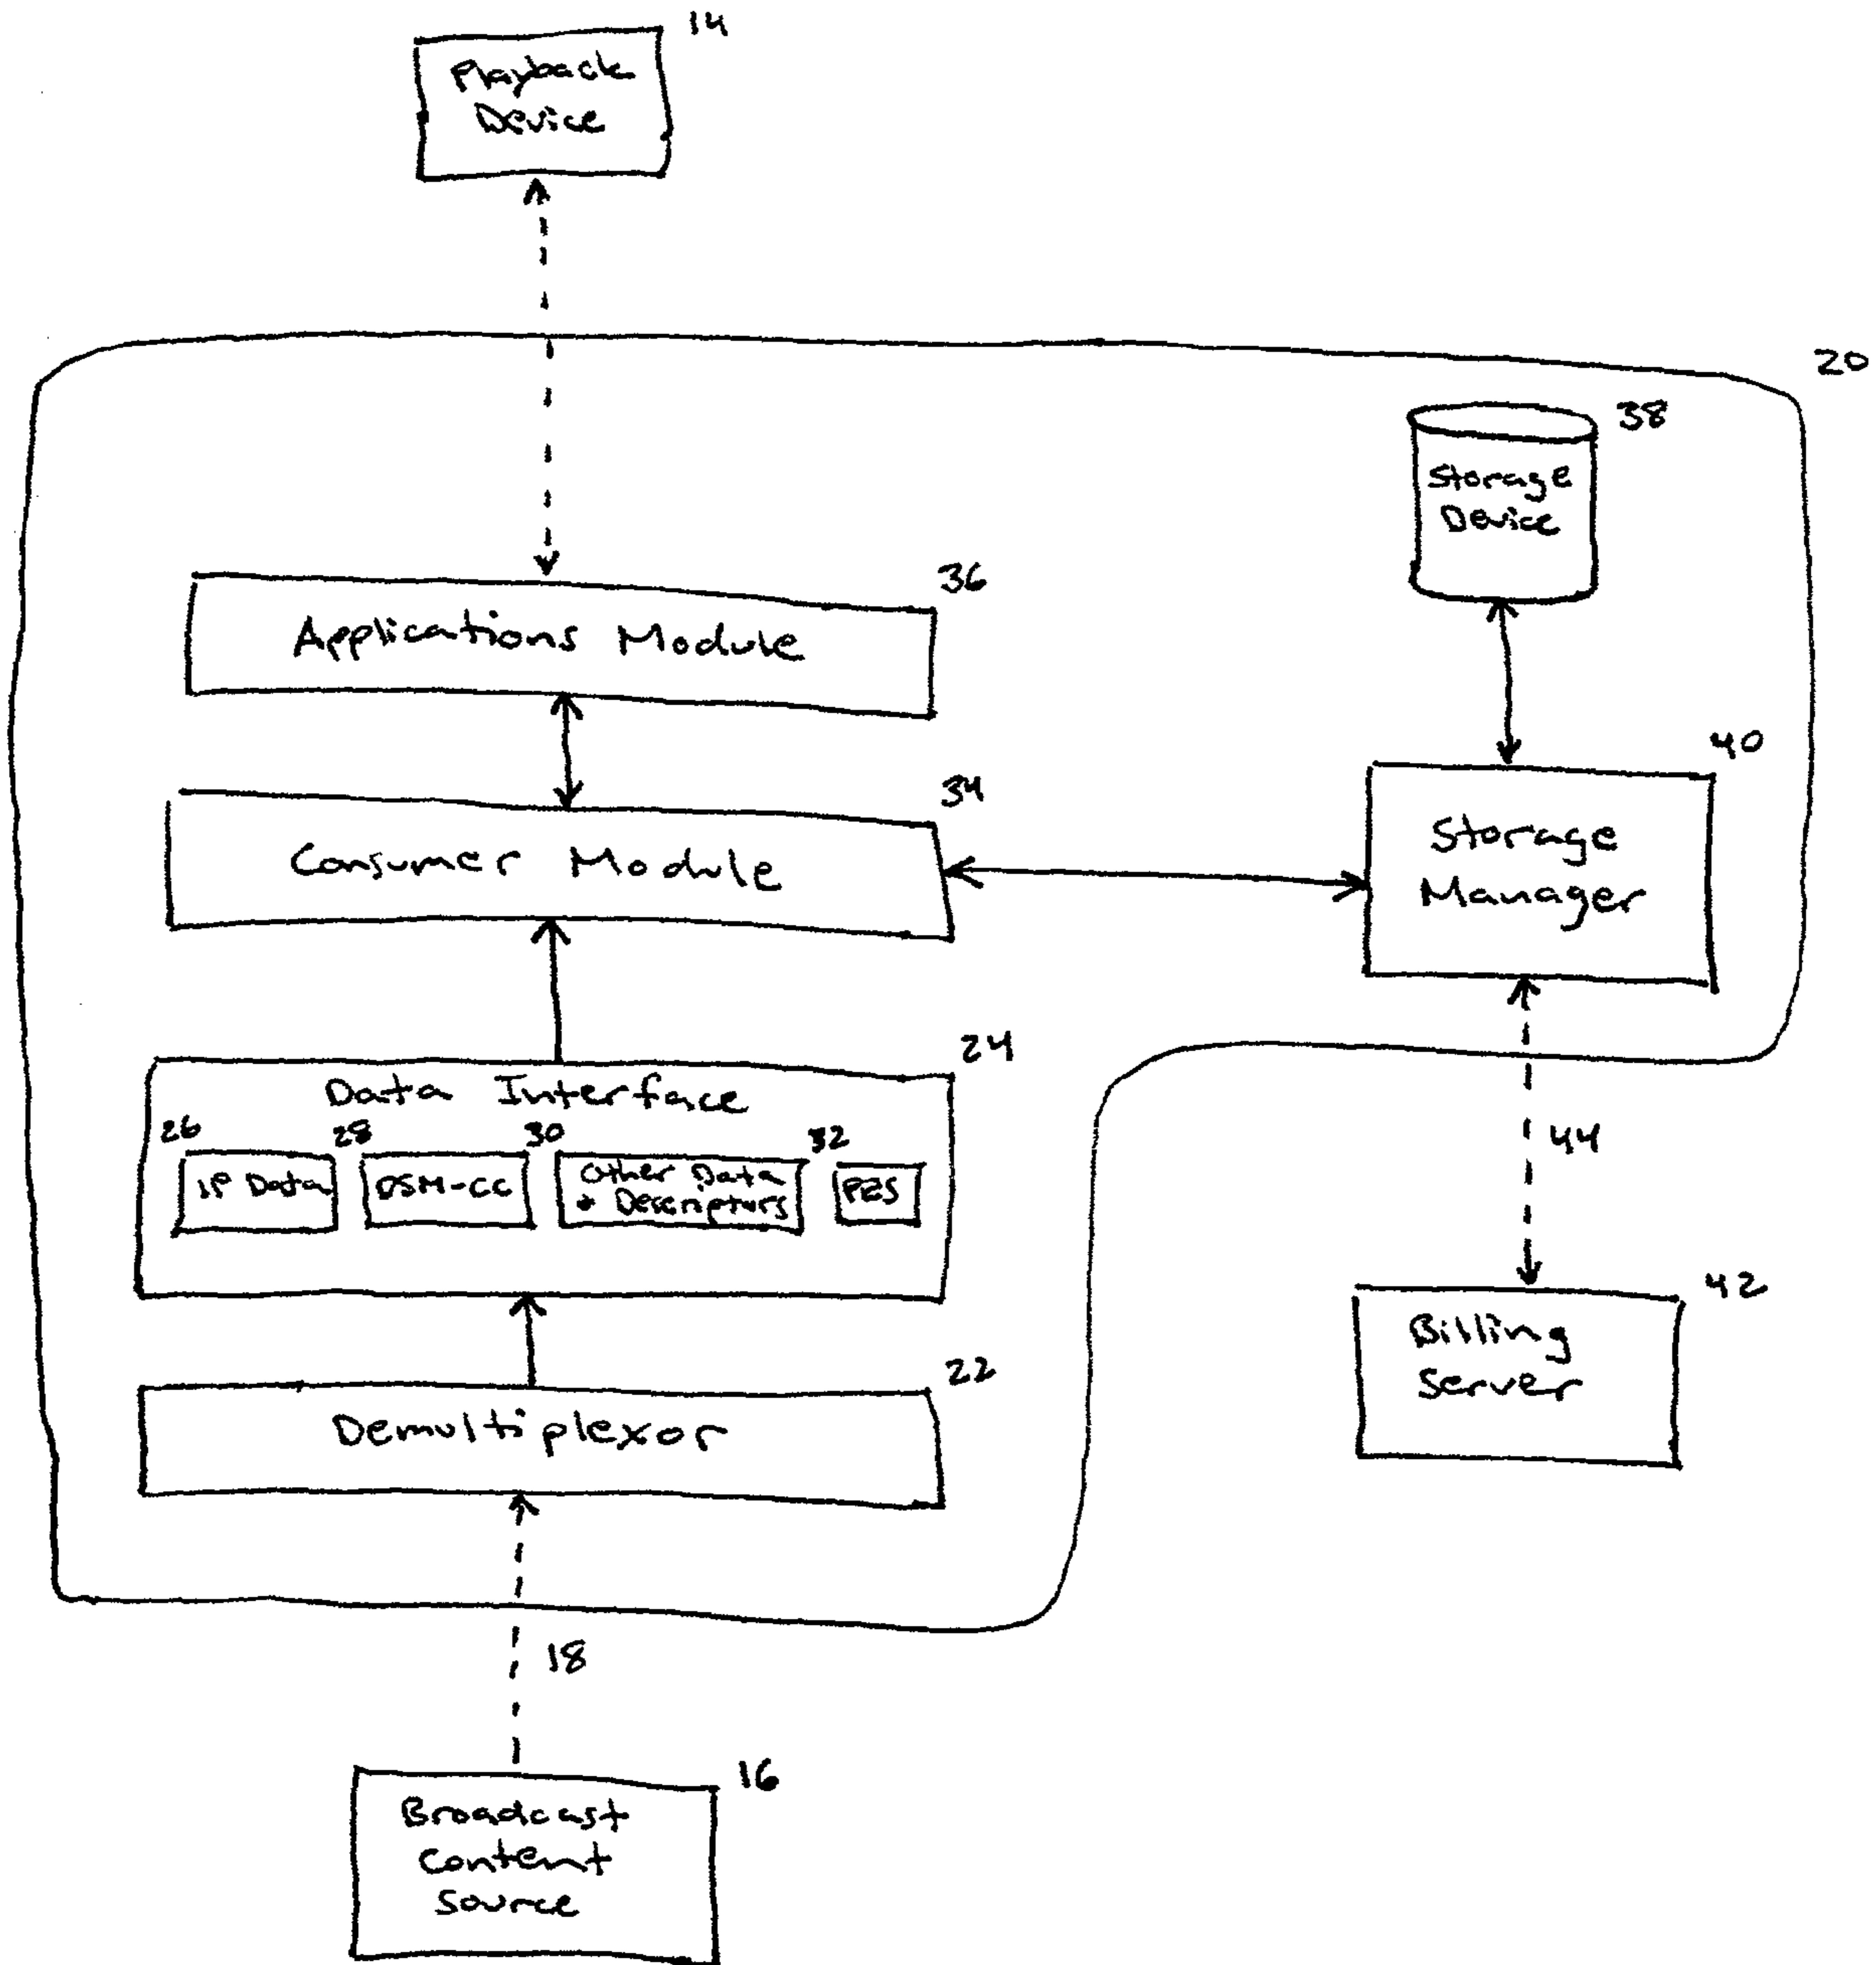 14
Playback
Device
20
38
Storage
Device
36
Applications Module
40
34
Storage
Manager
Consumer Module
24
Data Interface
26 28 30 32
IP Data DSM-CC Other Data PES
+ Descriptors
44
42
Billing
Server
22
Demultiplexor
18
16
Broadcast
Content
Source